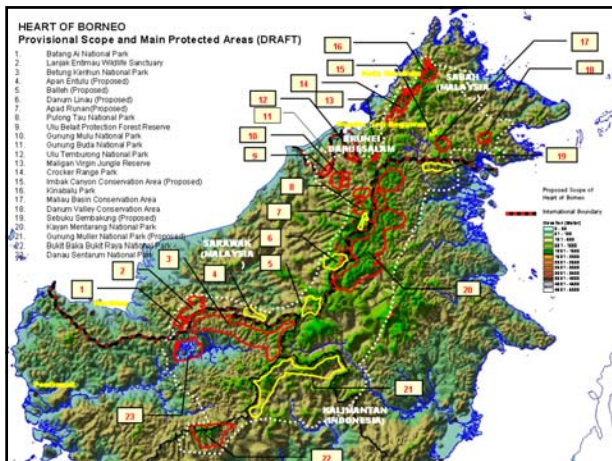 HEART OF BORNEO
Provisional Scope and Main Protected Areas (DRAFT)
1. Batang Ai National Park
2. Lanjak Entimau Wildlife Sanctuary
3. Betung Kerihun National Park
4. Apan Entulu (Proposed)
5. Balleh (Proposed)
6. Danum Linau (Proposed)
7. Apad Runan(Proposed)
8. Pulong Tau National Park
9. Ulu Belait Protection Forest Reserve
10. Gunung Mulu National Park
11. Gunung Buda National Park
12. Ulu Temburong National Park
13. Maligan Virgin Jungle Reserve
14. Crocker Range Park
15. Imbak Canyon Conservation Area (Proposed)
16. Kinabalu Park
17. Maliau Basin Conservation Area
18. Danum Valley Conservation Area
19. Sebuku Sembakung (Proposed)
20. Kayan Mentarang National Park
21. Gunung Muller National Park (Proposed)
22. Bukit Baka Bukit Raya National Park
23. Danau Sentarum National Park
16
17
15
18
14
SABAH
(MALAYSIA
12
13
11
BRUNEI
DARUSSALAM
10
9
19
8
Proposed Scope of
Heart of Borneo
7
International Boundary
6
SARAWAK
(MALAYSIA
)
5
3
4
2
1
20
21
23
KALIMANTAN
(INDONESIA)
22